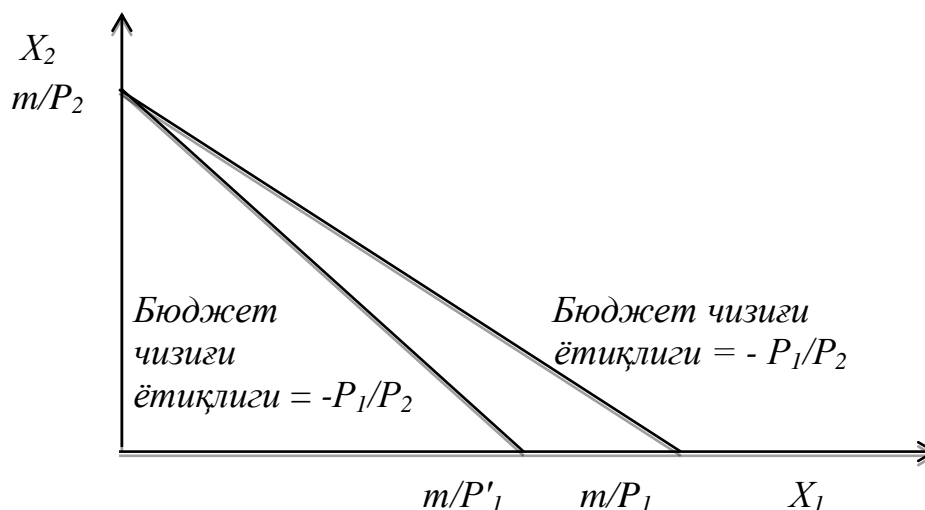 X₂
m/P₂
Бюджет
чизиғи
ётиқлиги = -P₁/P₂
Бюджет чизиғи
ётиқлиги = - P₁/P₂
m/P'₁
m/P₁
X₁